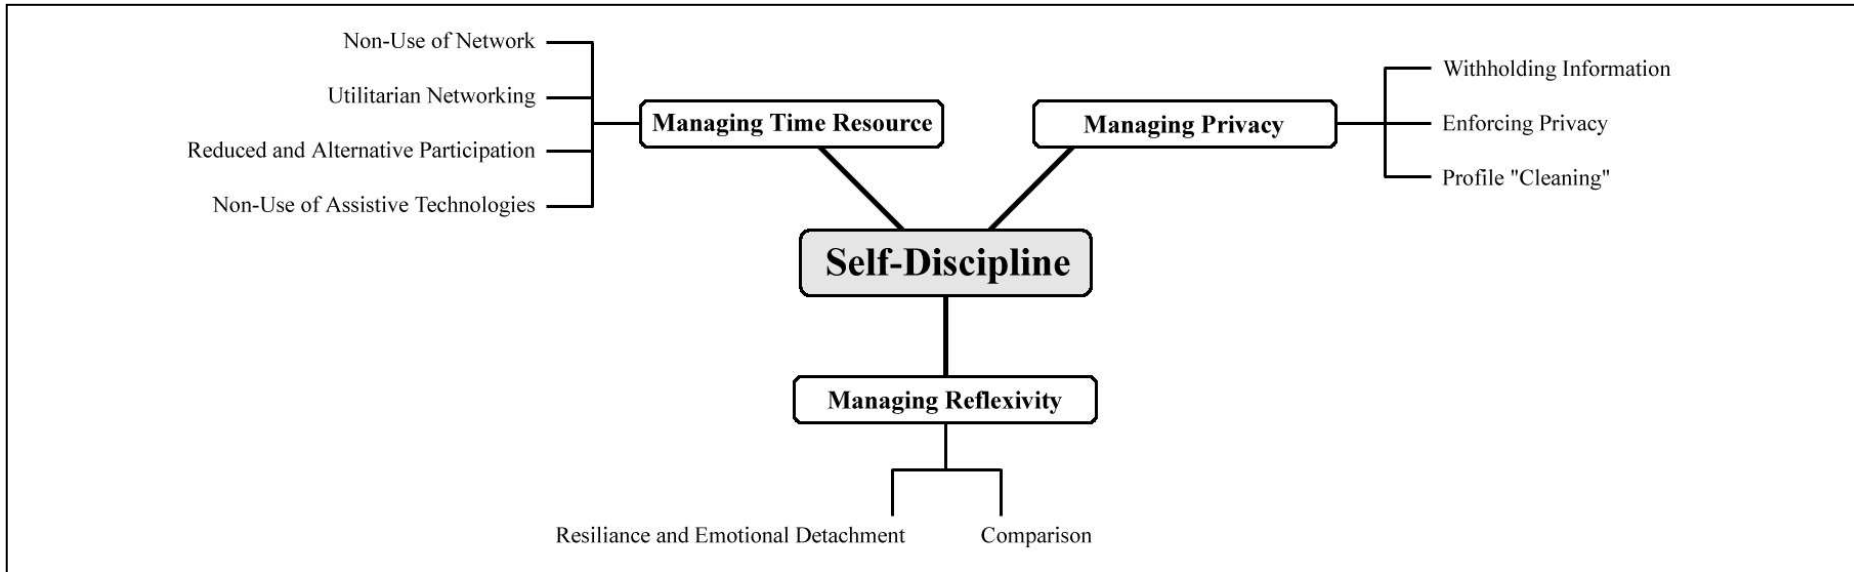 Non-Use of Network
Utilitarian Networking
Managing Time Resource
Reduced and Alternative Participation
Non-Use of Assistive Technologies
Withholding Information
Managing Privacy
Enforcing Privacy
Profile "Cleaning"
Self-Discipline
Managing Reflexivity
Resiliance and Emotional Detachment
Comparison